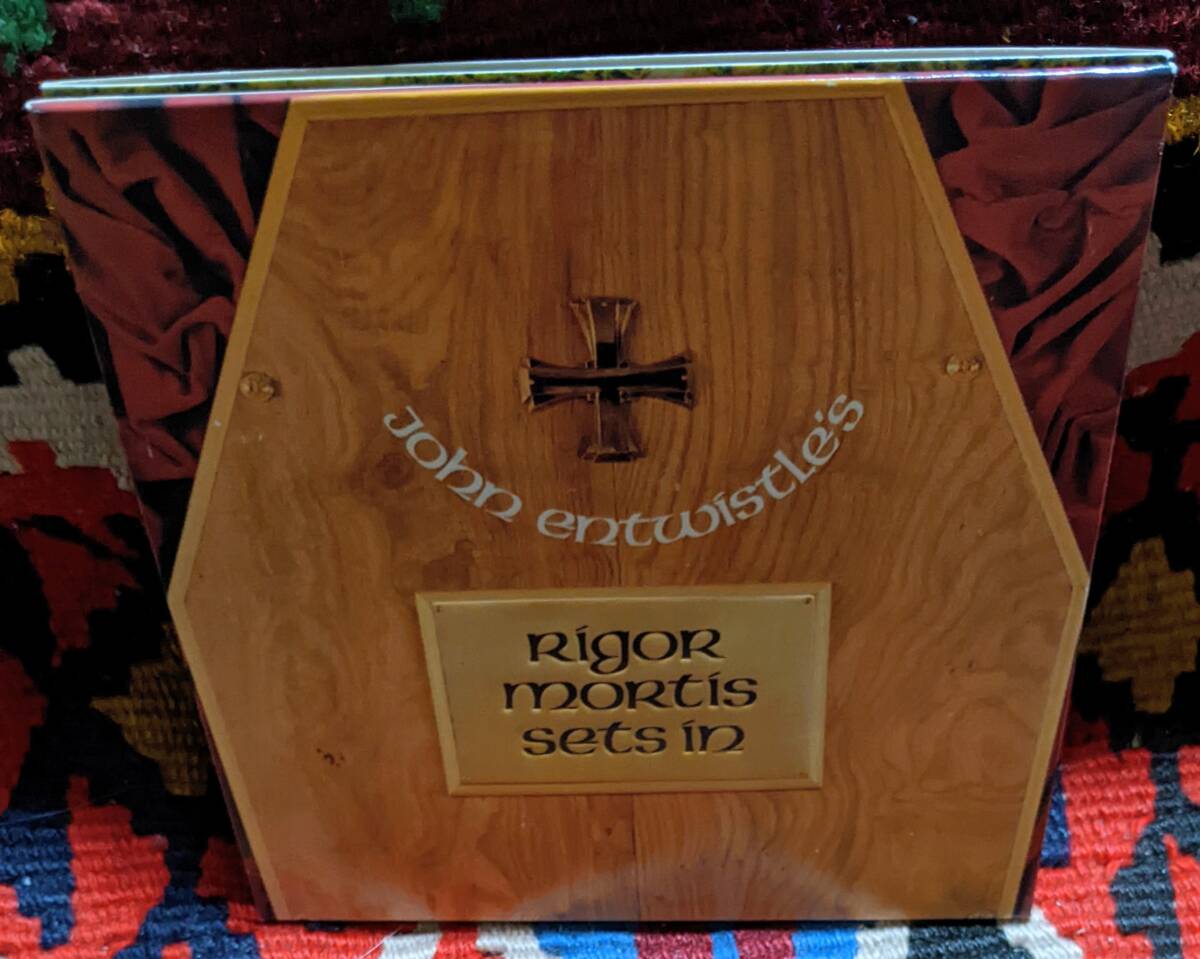 John entwistle's
Rigor
mortis
sets in